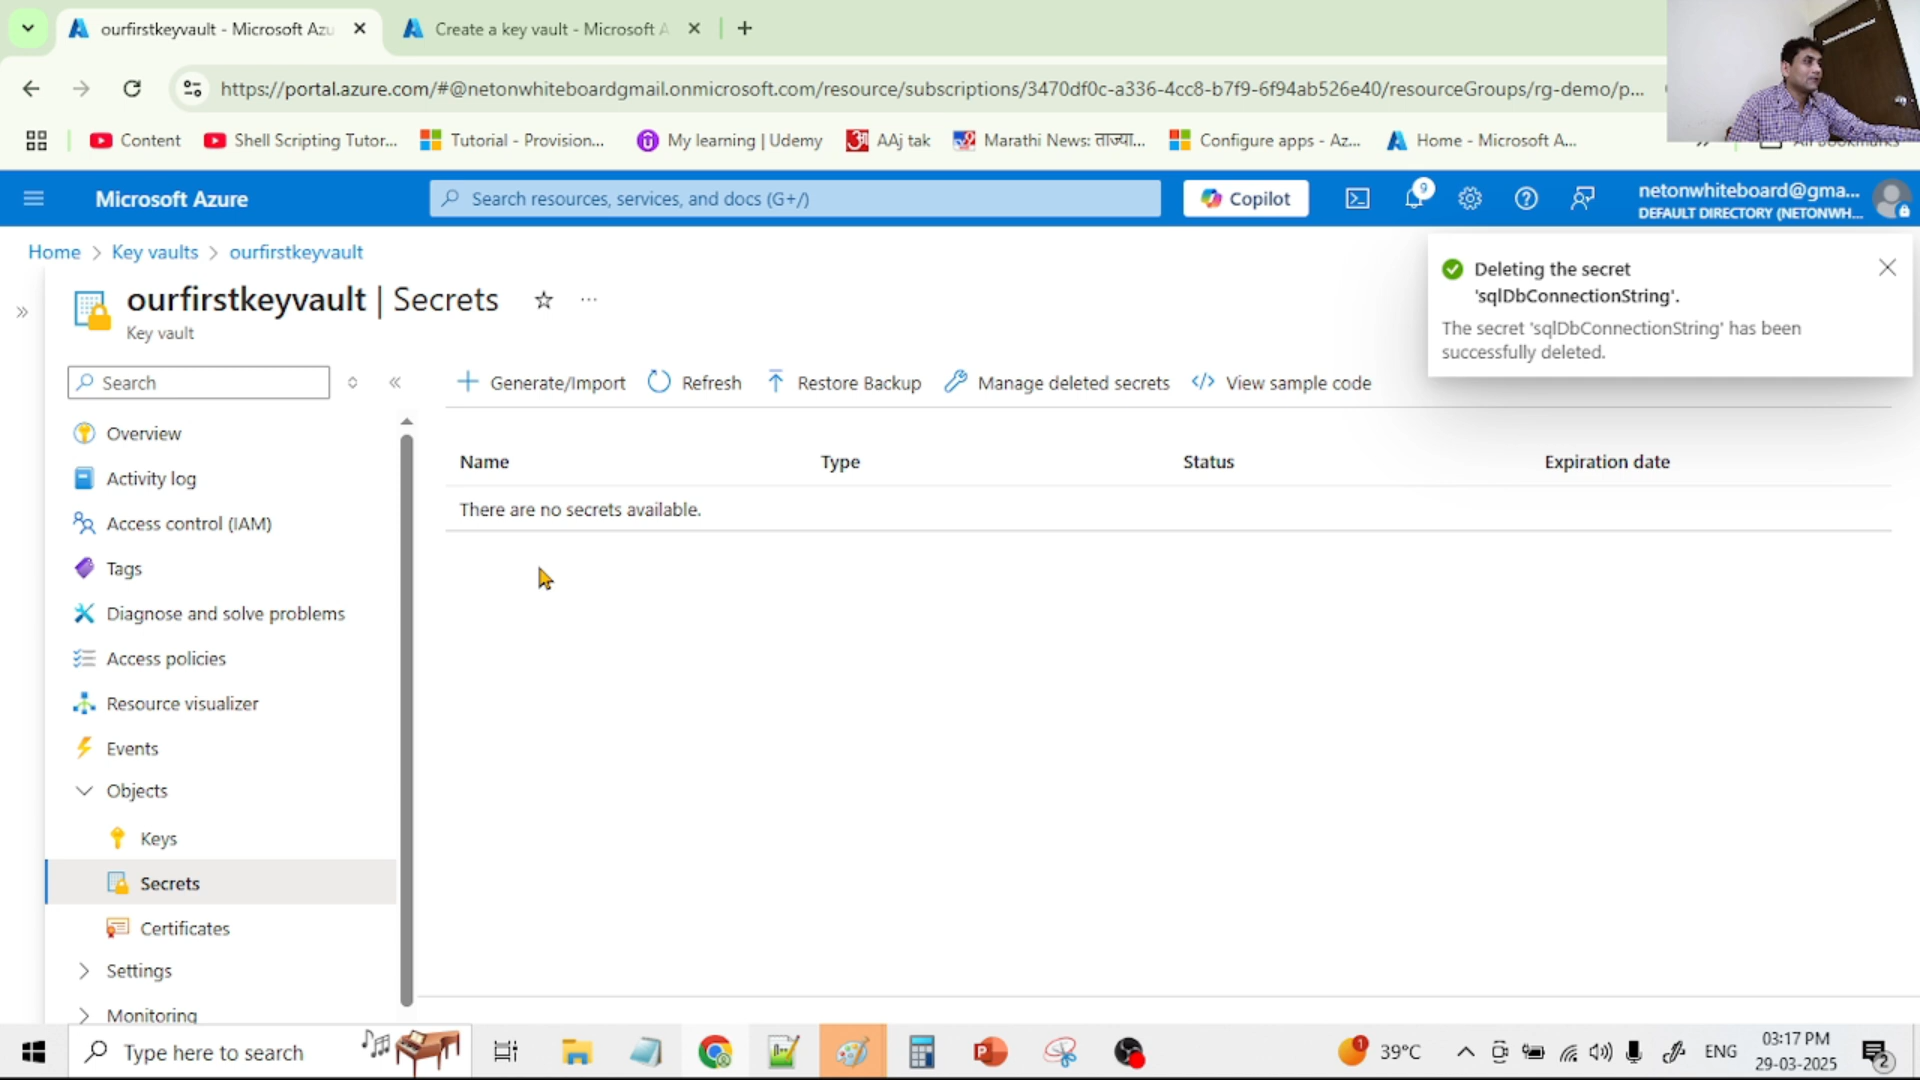 ourfirstkeyvault - Microsoft Azu
Create a key vault - Microsoft A
https://portal.azure.com/#@netonwhiteboardgmail.onmicrosoft.com/resource/subscriptions/3470df0c-a336-4cc8-b7f9-6f94ab526e40/resourceGroups/rg-demo/p...
Content
Shell Scripting Tutor...
Tutorial - Provision...
My learning | Udemy
AAj tak
Marathi News: ताज्या...
Configure apps - Az...
Home - Microsoft A...
All Bookmarks
Microsoft Azure
Search resources, services, and docs (G+/)
Copilot
9
netonwhiteboard@gma...
DEFAULT DIRECTORY (NETONWH...
Home > Key vaults > ourfirstkeyvault
ourfirstkeyvault | Secrets
Key vault
Deleting the secret
'sqlDbConnectionString'.
The secret 'sqlDbConnectionString' has been
successfully deleted.
Search
Generate/Import
Refresh
Restore Backup
Manage deleted secrets
View sample code
Overview
Activity log
Access control (IAM)
Tags
Diagnose and solve problems
Access policies
Resource visualizer
Events
Objects
Keys
Secrets
Certificates
Settings
Monitoring
Name Type Status Expiration date
There are no secrets available.
Type here to search
1
39°C
ENG
03:17 PM
29-03-2025
2